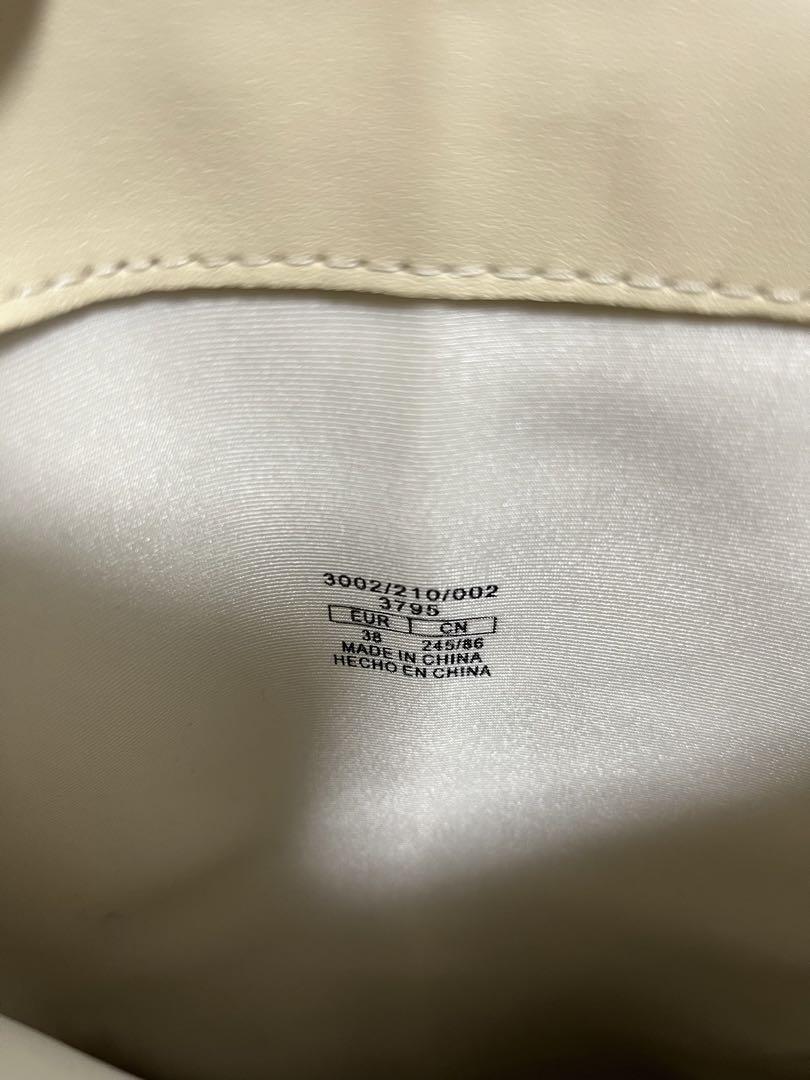 3002/210/002
3795
EUR CN
38 245/86
MADE IN CHINA
HECHO EN CHINA